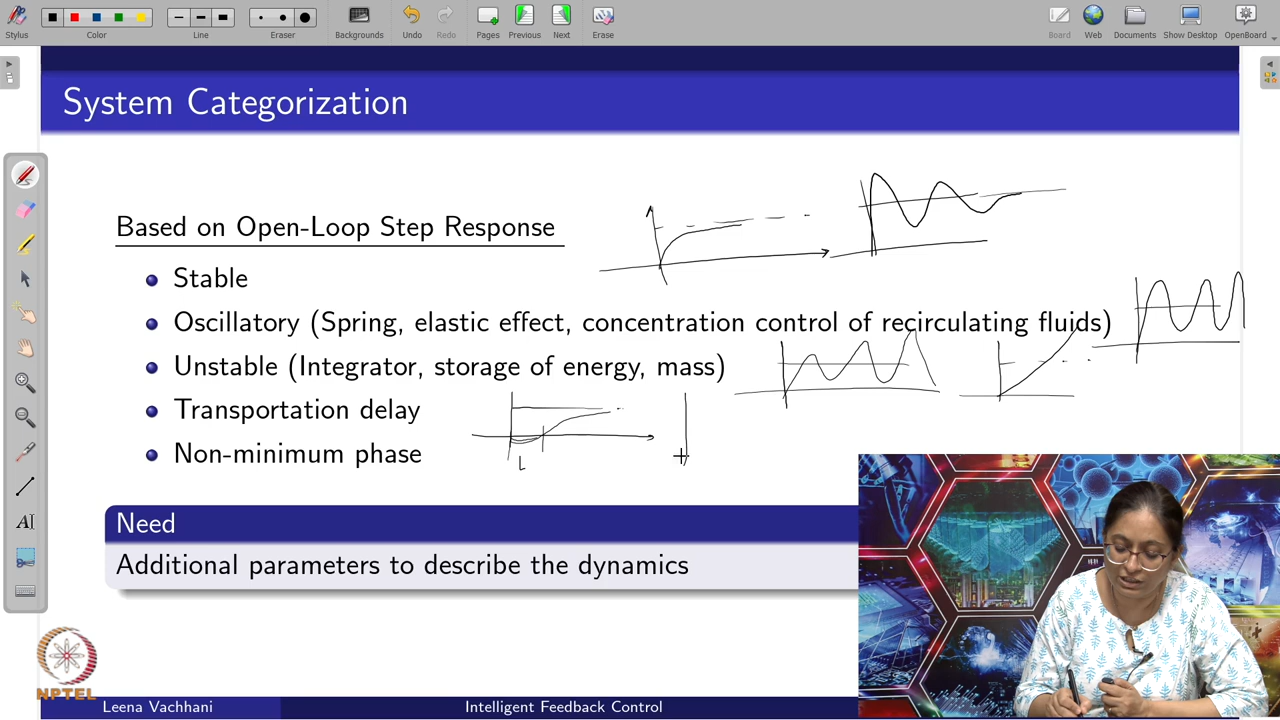 Stylus Color Line Eraser Backgrounds Undo Redo Pages Previous Next Erase Board Web Documents Show Desktop OpenBoard
System Categorization
Based on Open-Loop Step Response
Stable
Oscillatory (Spring, elastic effect, concentration control of recirculating fluids)
Unstable (Integrator, storage of energy, mass)
Transportation delay
Non-minimum phase
L
Need
Additional parameters to describe the dynamics
NPTEL
Leena Vachhani Intelligent Feedback Control